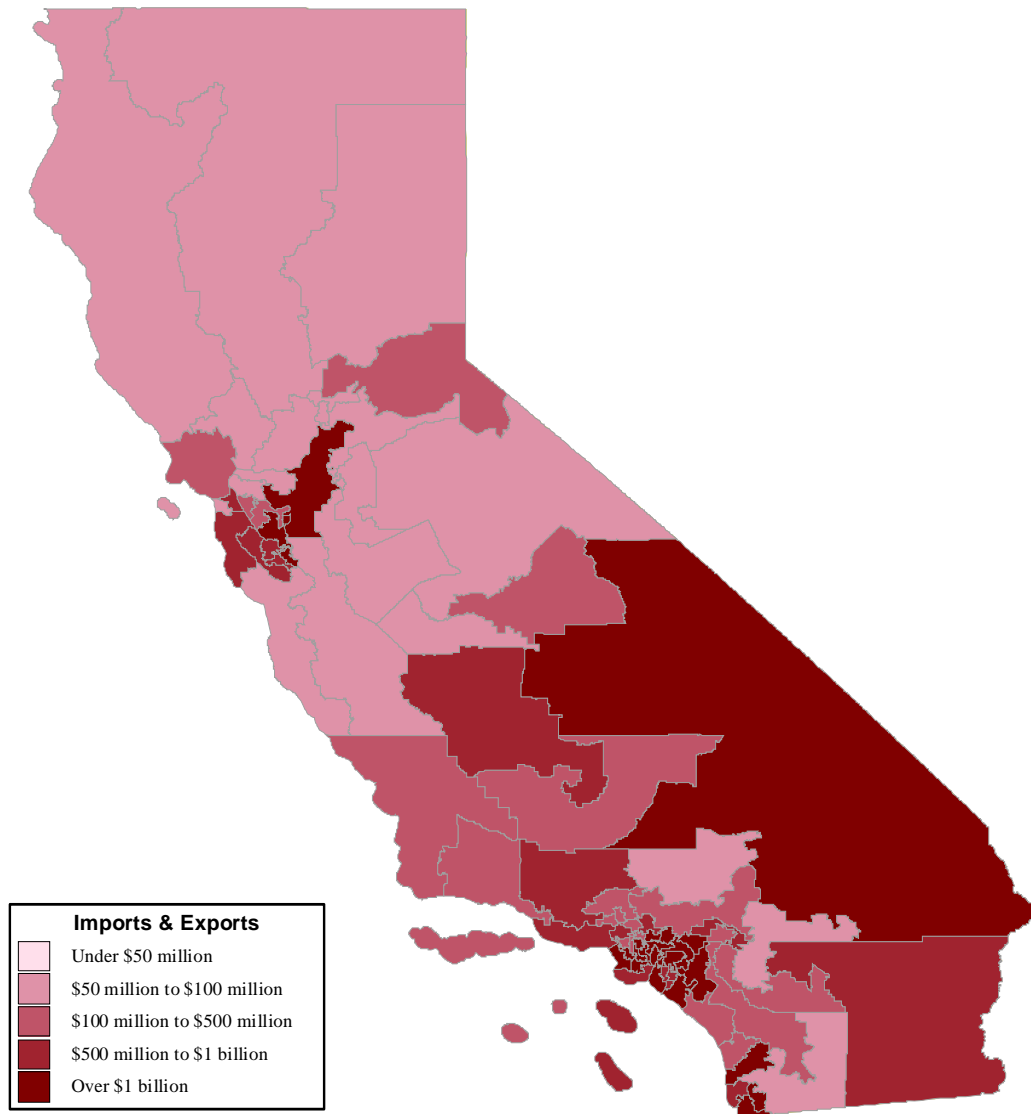 Imports & Exports
Under $50 million
$50 million to $100 million
$100 million to $500 million
$500 million to $1 billion
Over $1 billion